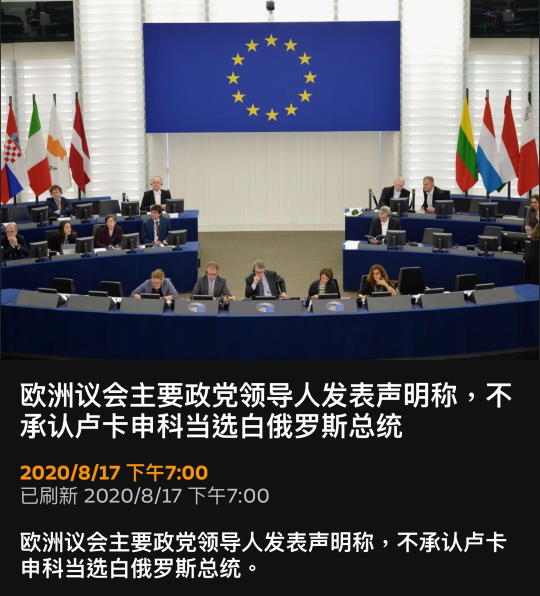 欧洲议会主要政党领导人发表声明称，不
承认卢卡申科当选白俄罗斯总统
2020/8/17 下午7:00
已刷新 2020/8/17 下午7:00
欧洲议会主要政党领导人发表声明称，不承认卢卡
申科当选白俄罗斯总统。